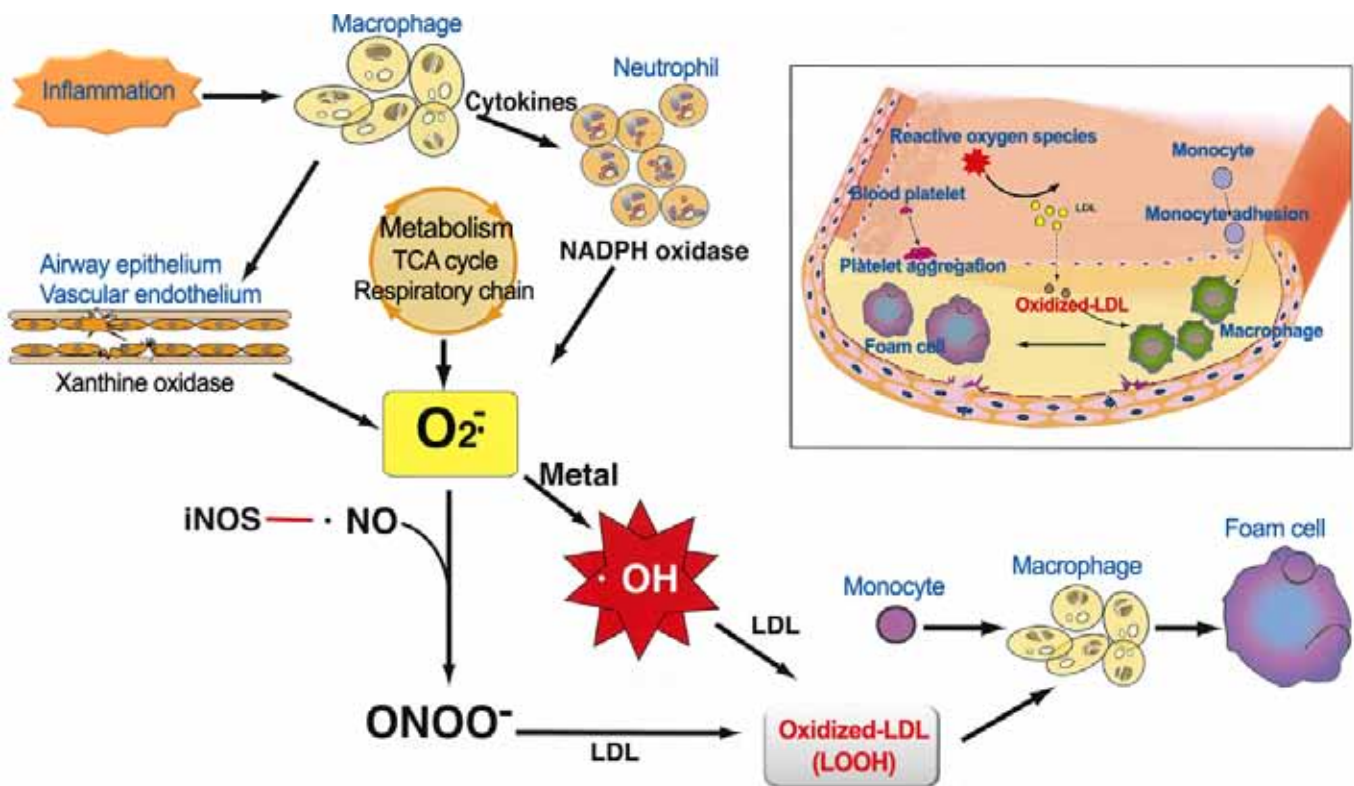 Macrophage
Inflammation
Cytokines
Neutrophil
NADPH oxidase
Metabolism
TCA cycle
Respiratory chain
Airway epithelium
Vascular endothelium
Xanthine oxidase
O2·-
Metal
iNOS
· NO
· OH
LDL
ONOO-
LDL
Oxidized-LDL
(LOOH)
Monocyte
Macrophage
Foam cell
Reactive oxygen species
Monocyte
Blood platelet
LDL
Monocyte adhesion
Platelet aggregation
Oxidized-LDL
Macrophage
Foam cell